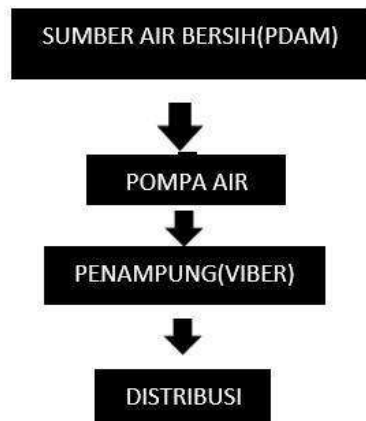 SUMBER AIR BERSIH(PDAM)
POMPA AIR
PENAMPUNG(VIBER)
DISTRIBUSI